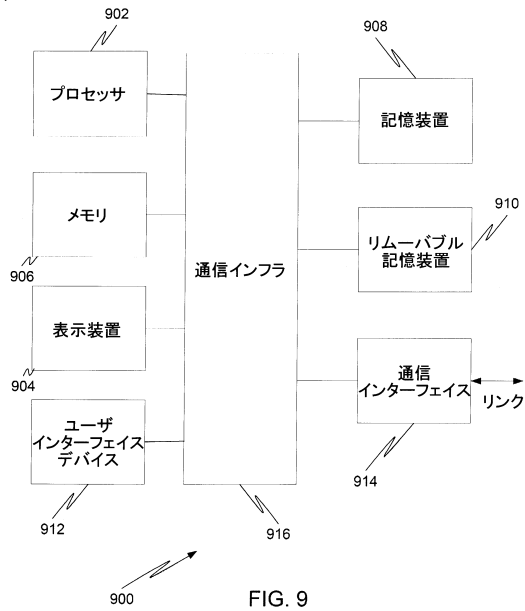 902
プロセッサ
メモリ
906
表示装置
904
ユーザ
インターフェイス
デバイス
912
通信インフラ
916
908
記憶装置
910
リムーバブル
記憶装置
通信
インターフェイス
リンク
914
900
FIG. 9